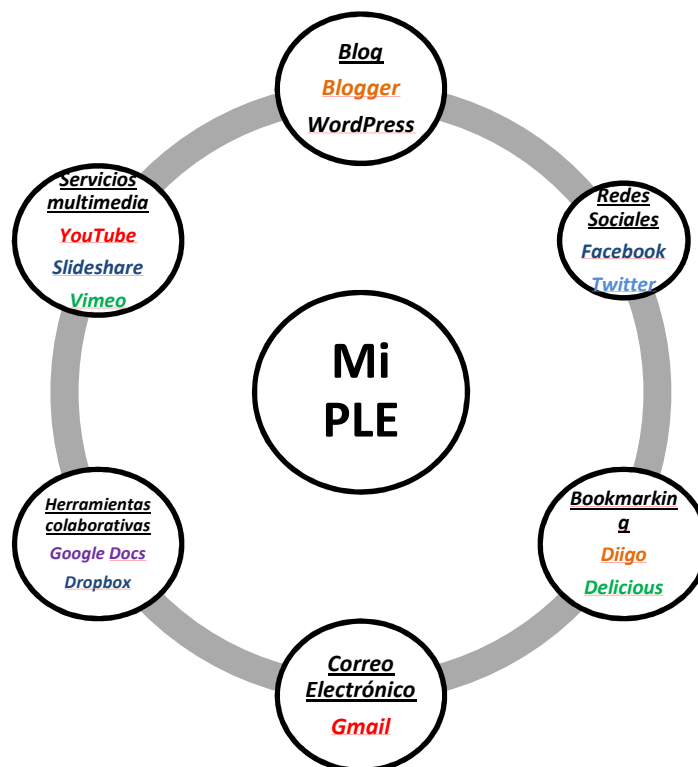 Blog
Blogger
WordPress
Redes
Sociales
Facebook
Twitter
Bookmarkin
g
Diigo
Delicious
Correo
Electrónico
Gmail
Herramientas
colaborativas
Google Docs
Dropbox
Servicios
multimedia
YouTube
Slideshare
Vimeo
Mi
PLE